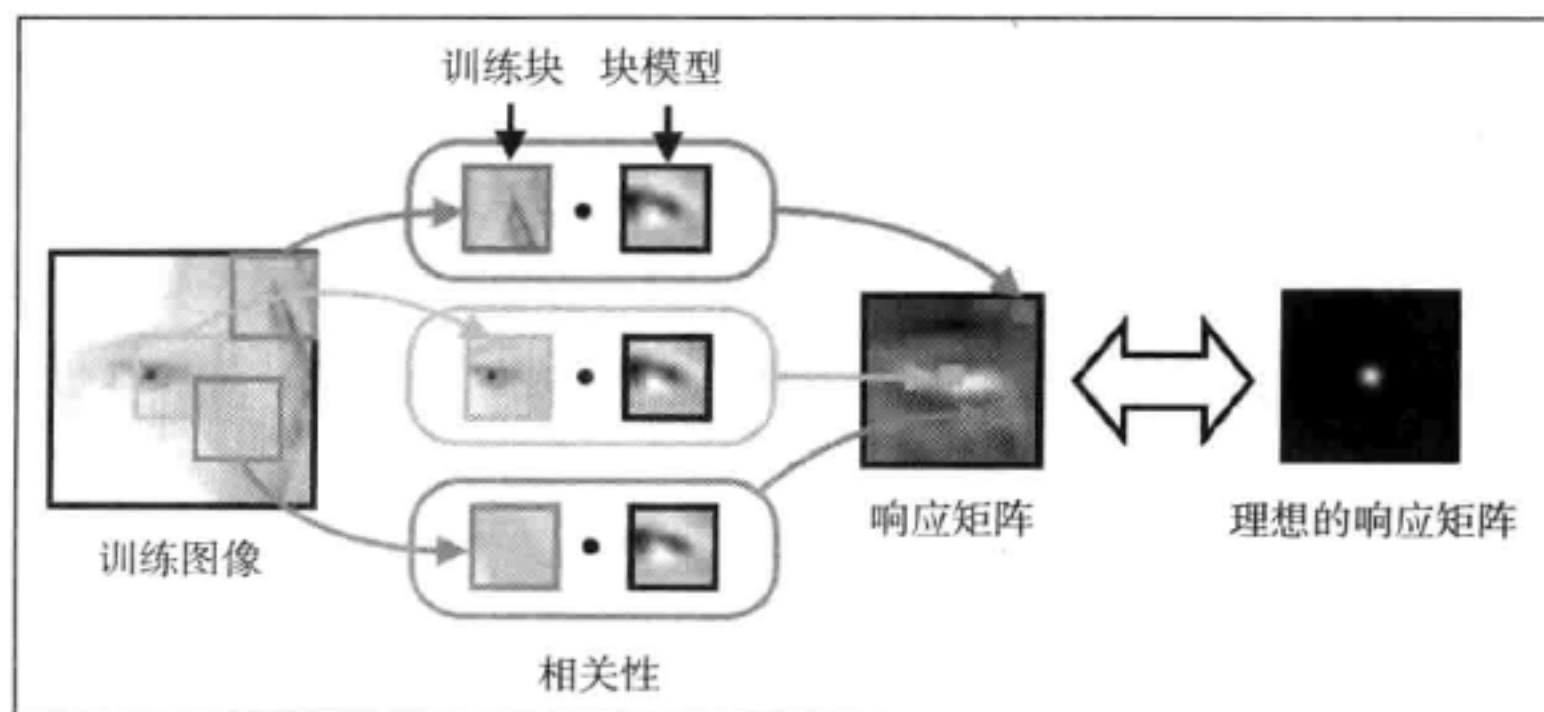 训练块 块模型
训练图像
响应矩阵
理想的响应矩阵
相关性